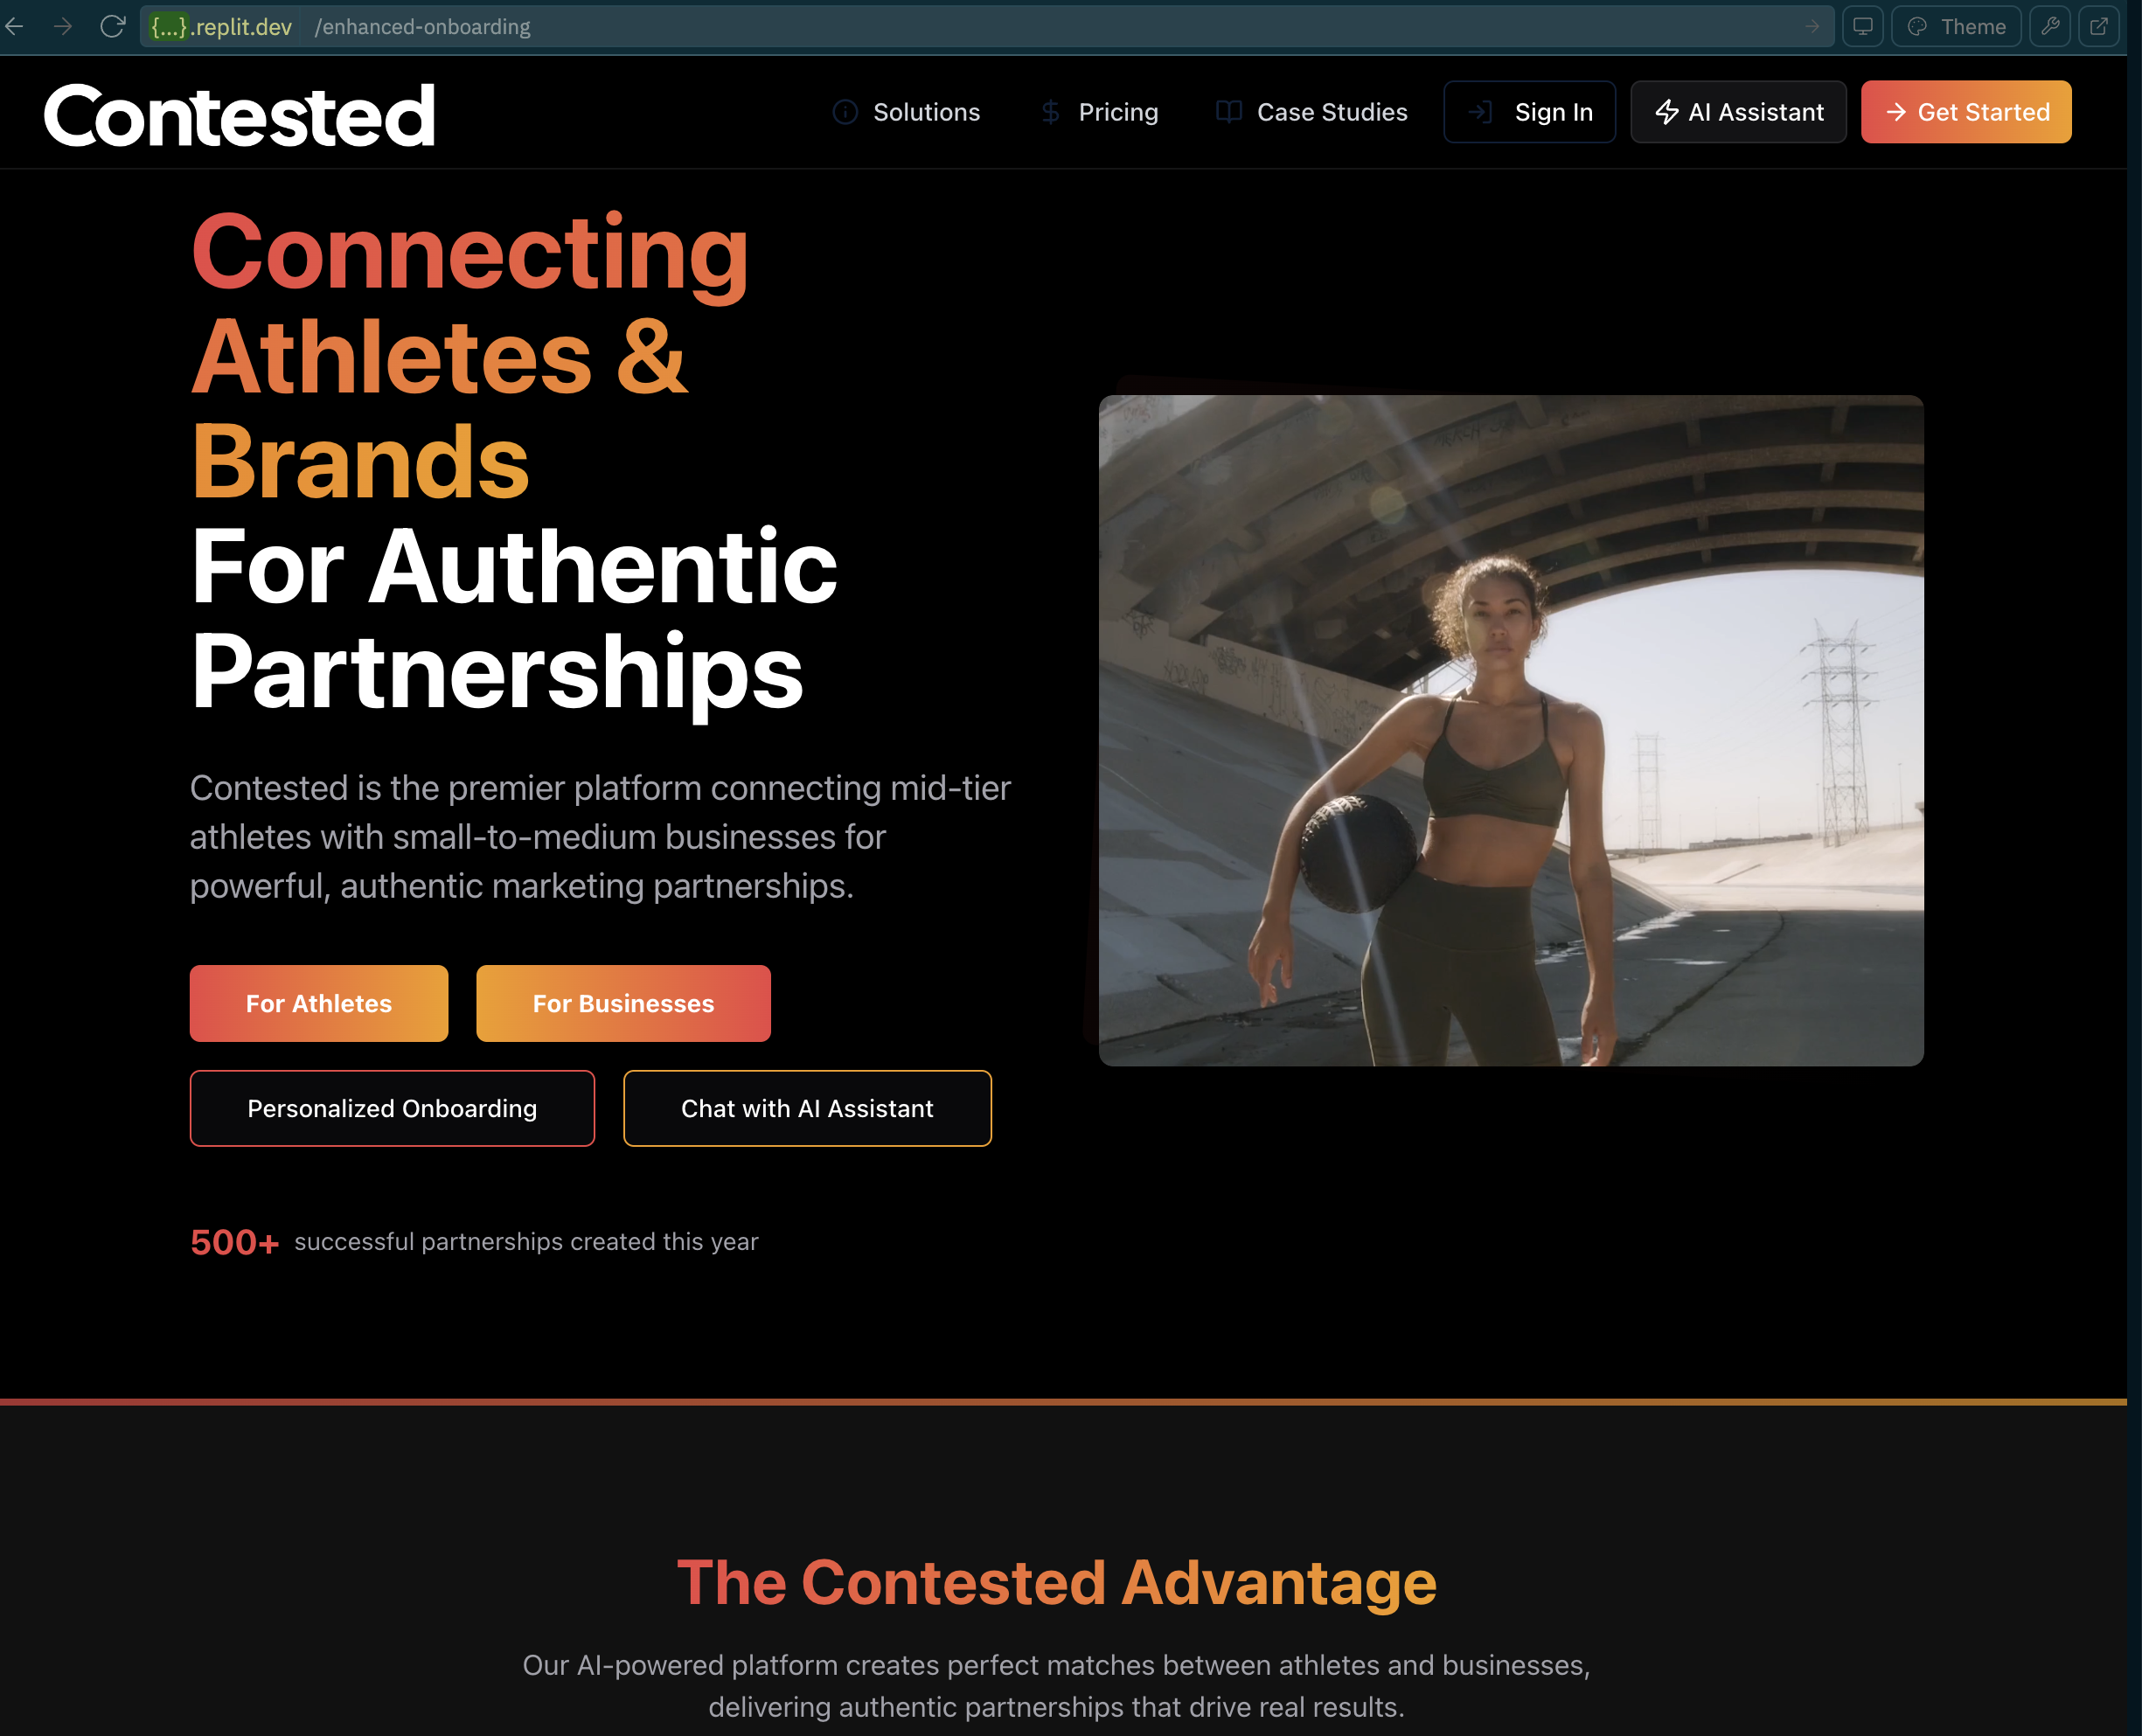 {...}.replit.dev /enhanced-onboarding
Theme
Contested
Solutions
Pricing
Case Studies
Sign In
AI Assistant
Get Started
Connecting
Athletes &
Brands
For Authentic
Partnerships
Contested is the premier platform connecting mid-tier
athletes with small-to-medium businesses for
powerful, authentic marketing partnerships.
For Athletes
For Businesses
Personalized Onboarding
Chat with AI Assistant
500+ successful partnerships created this year
The Contested Advantage
Our AI-powered platform creates perfect matches between athletes and businesses,
delivering authentic partnerships that drive real results.